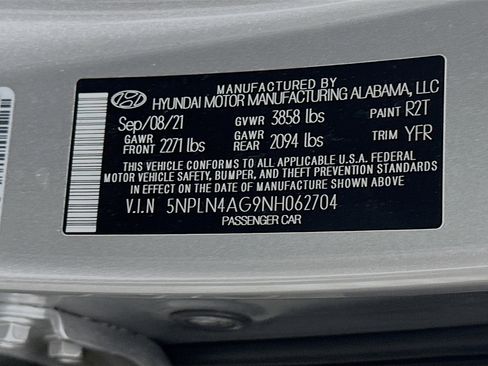 MANUFACTURED BY
HYUNDAI MOTOR MANUFACTURING ALABAMA, LLC
Sep/08/21 GVWR 3858 lbs PAINT R2T
GAWR FRONT 2271 lbs GAWR REAR 2094 lbs TRIM YFR
THIS VEHICLE CONFORMS TO ALL APPLICABLE U.S.A. FEDERAL
MOTOR VEHICLE SAFETY, BUMPER, AND THEFT PREVENTION STANDARDS
IN EFFECT ON THE DATE OF MANUFACTURE SHOWN ABOVE
V.I.N 5NPLN4AG9NH062704
PASSENGER CAR